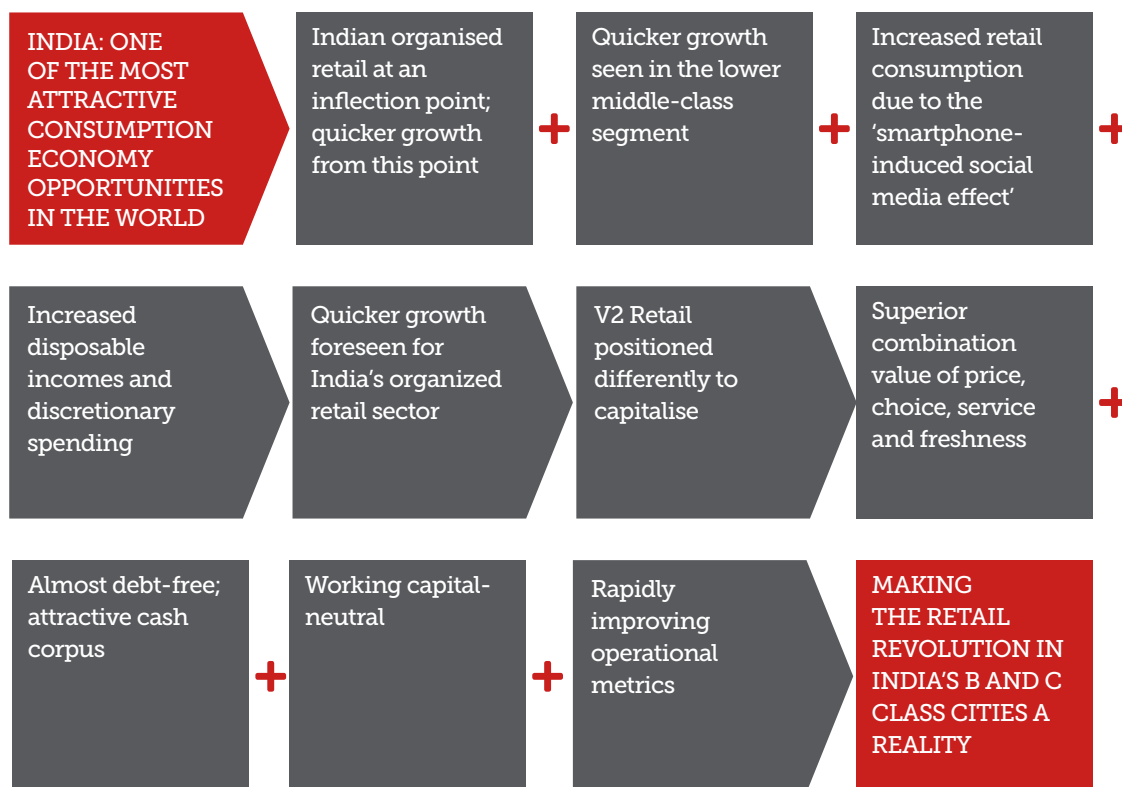 INDIA: ONE
OF THE MOST
ATTRACTIVE
CONSUMPTION
ECONOMY
OPPORTUNITIES
IN THE WORLD
Indian organised
retail at an
inflection point;
quicker growth
from this point
+
Quicker growth
seen in the lower
middle-class
segment
+
Increased retail
consumption
due to the
‘smartphone-
induced social
media effect’
+
Increased
disposable
incomes and
discretionary
spending
Quicker growth
foreseen for
India’s organized
retail sector
V2 Retail
positioned
differently to
capitalise
Superior
combination
value of price,
choice, service
and freshness
+
Almost debt-free;
attractive cash
corpus
+
Working capital-
neutral
+
Rapidly
improving
operational
metrics
MAKING
THE RETAIL
REVOLUTION IN
INDIA’S B AND C
CLASS CITIES A
REALITY